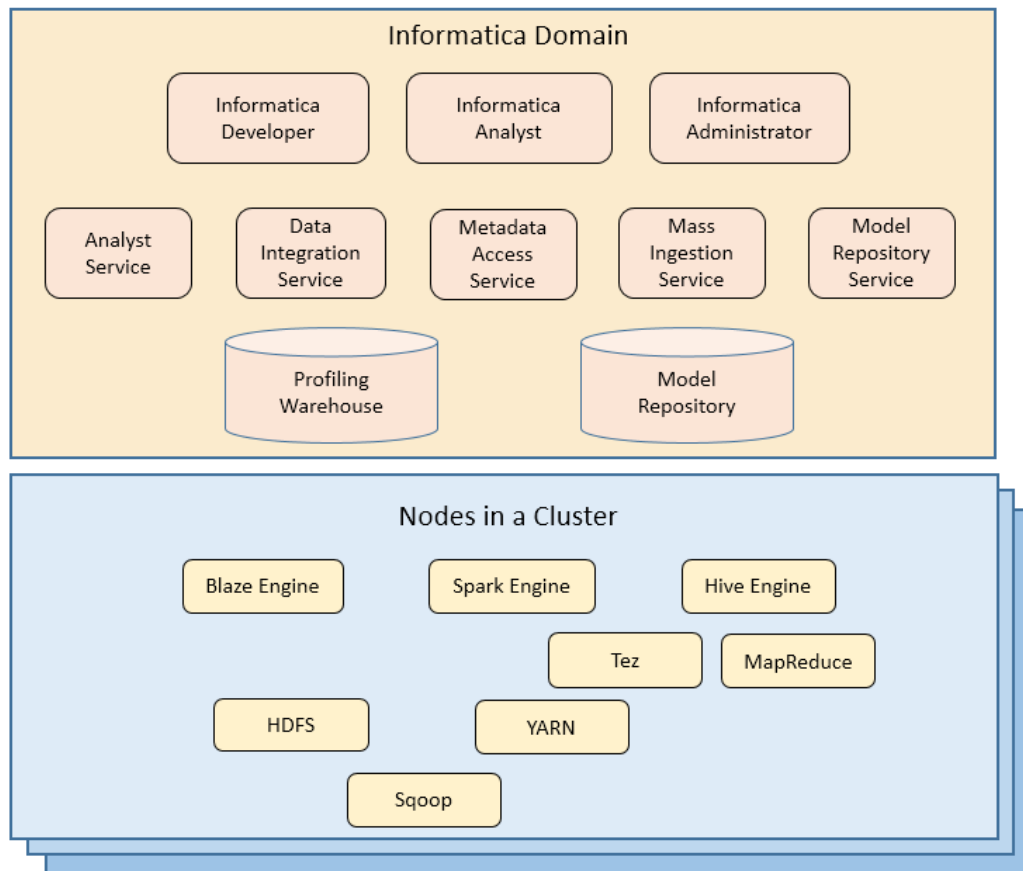 Informatica Domain
Informatica
Developer
Informatica
Analyst
Informatica
Administrator
Analyst
Service
Data
Integration
Service
Metadata
Access
Service
Mass
Ingestion
Service
Model
Repository
Service
Profiling
Warehouse
Model
Repository
Nodes in a Cluster
Blaze Engine
Spark Engine
Hive Engine
Tez
MapReduce
HDFS
YARN
Sqoop